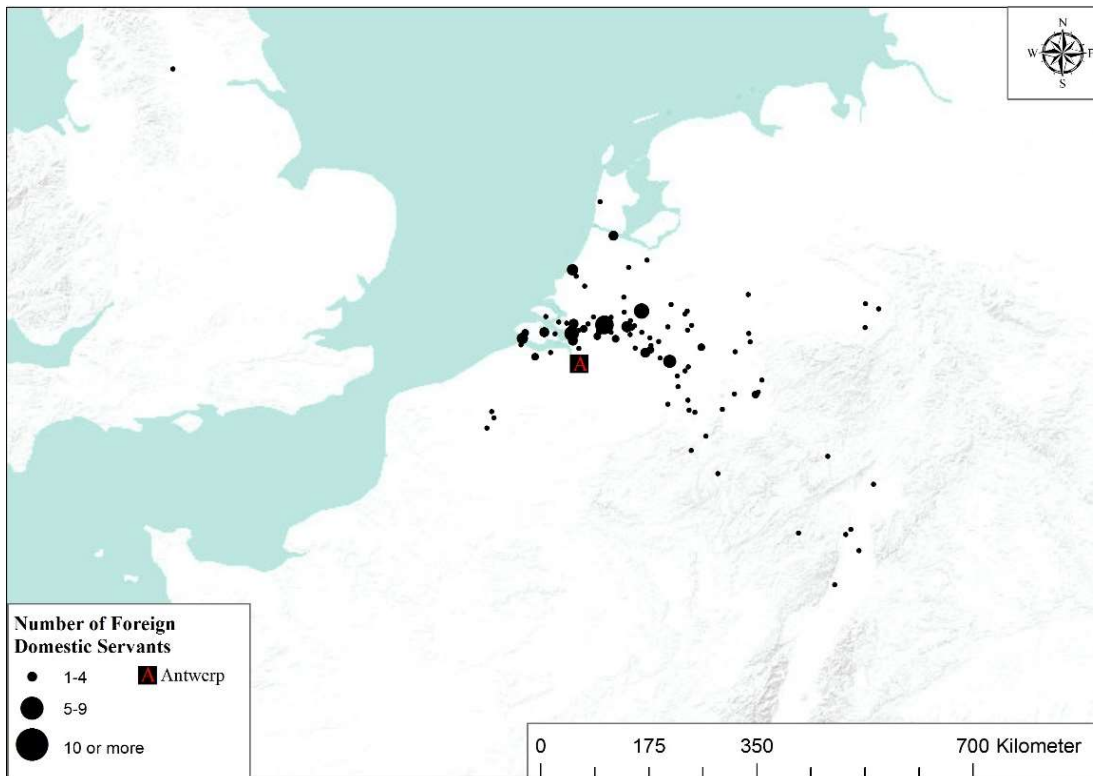 N
W E
S
A
Number of Foreign
Domestic Servants
1-4
A Antwerp
5-9
10 or more
0 175 350 700 Kilometer